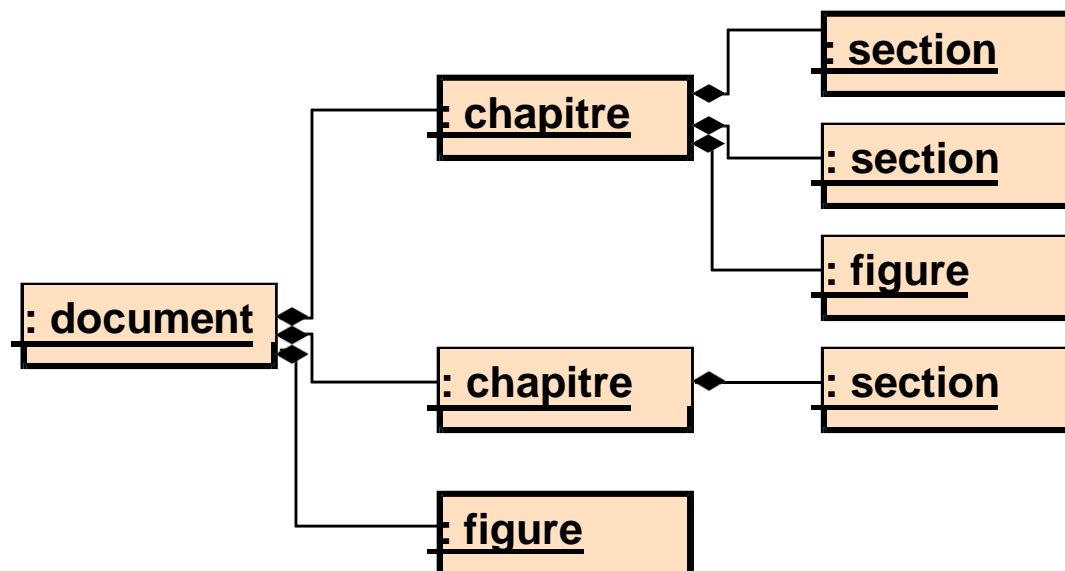 : section
: chapitre
: section
: figure
: document
: chapitre
: section
: figure